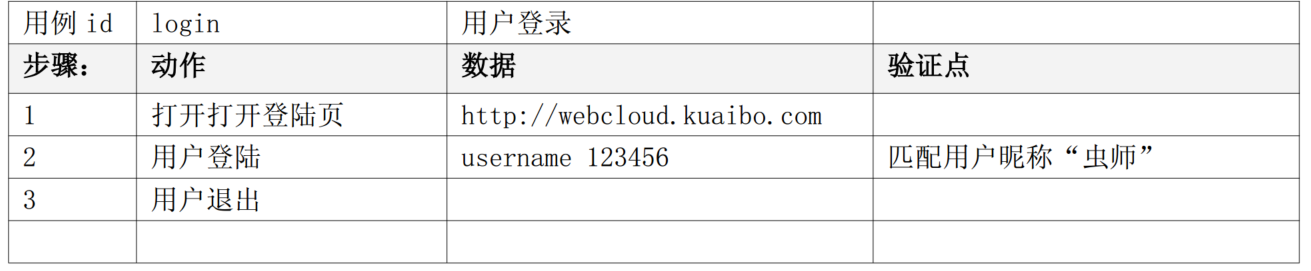 用例 id login 用户登录
步骤： 动作 数据 验证点
1 打开打开登陆页 http://webcloud.kuaibo.com
2 用户登陆 username 123456 匹配用户昵称“虫师”
3 用户退出